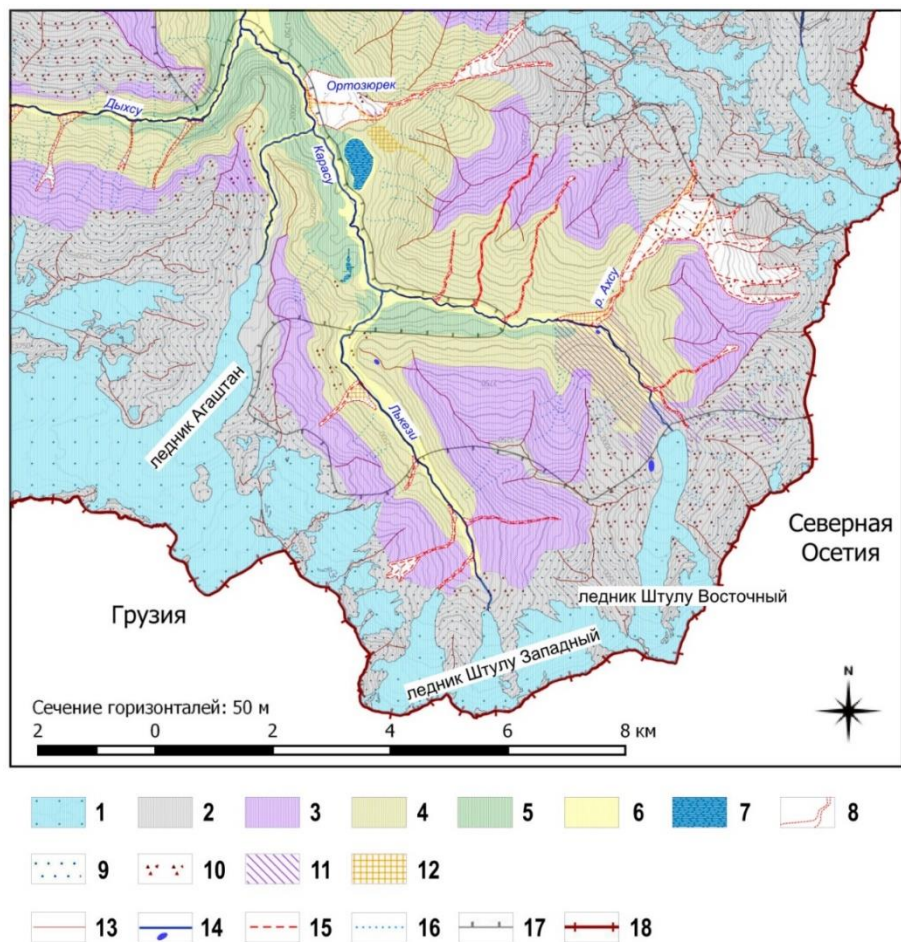 Ортозюрек
Дыхсу
Карасу
р. Ахсу
ледник Агаштан
Лькези
Северная
Осетия
ледник Штулу Восточный
Грузия
ледник Штулу Западный
N
Сечение горизонталей: 50 м
2 0 2 4 6 8 км
1 2 3 4 5 6 7 8
9 10 11 12
13 14 15 16 17 18